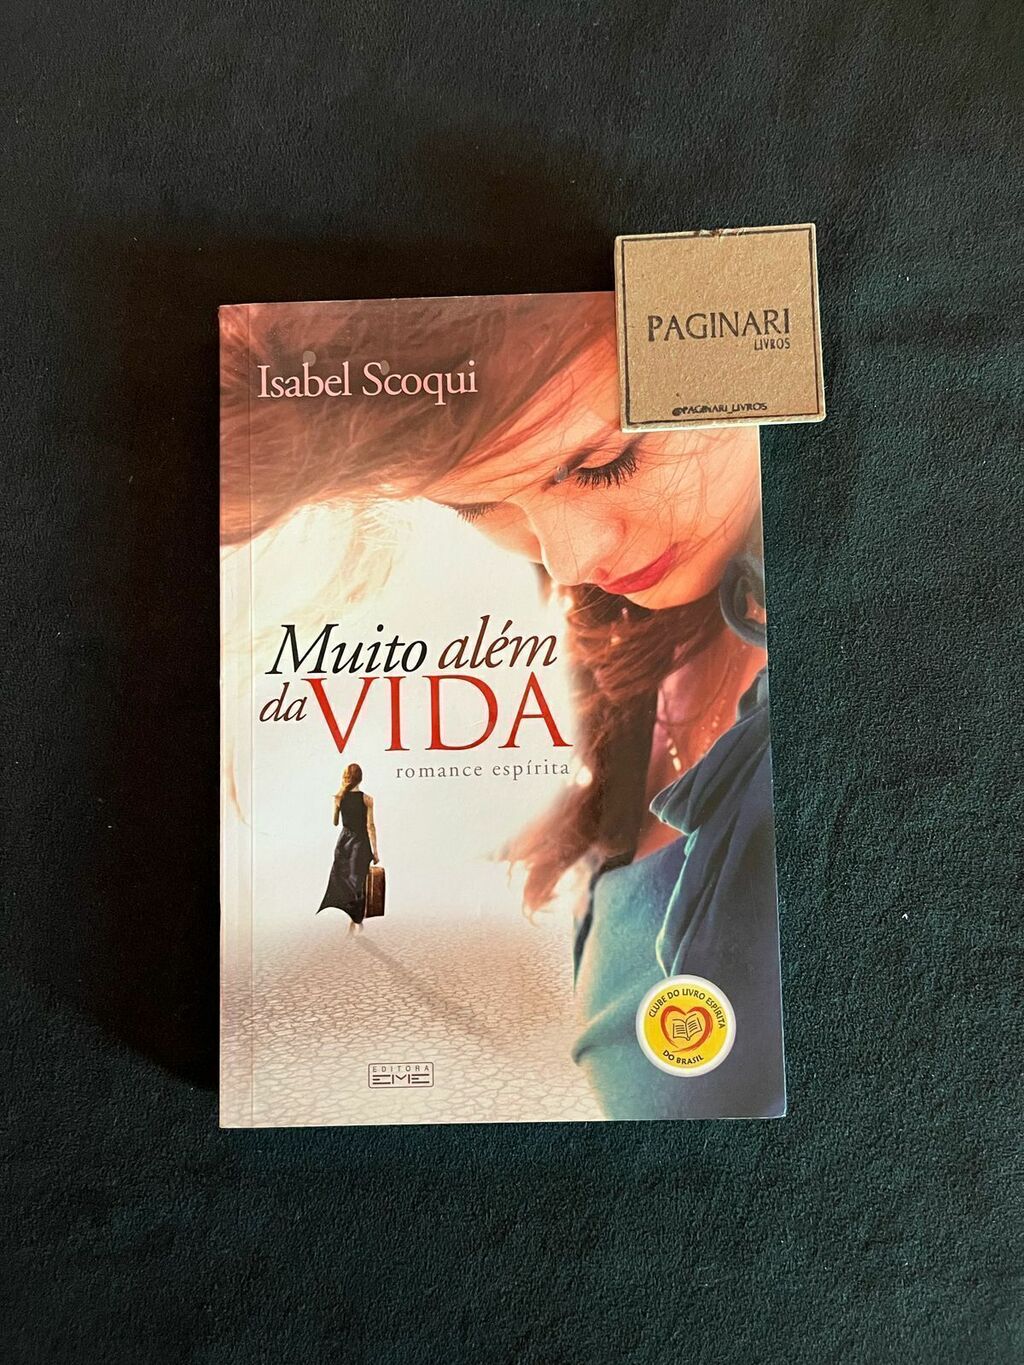 PAGINARI
LIVROS
@PAGINARI_LIVROS
Isabel Scoqui
Muito além
da VIDA
romance espírita
CLUBE DO LIVRO ESPÍRITA
DO BRASIL
EDITORA
EME